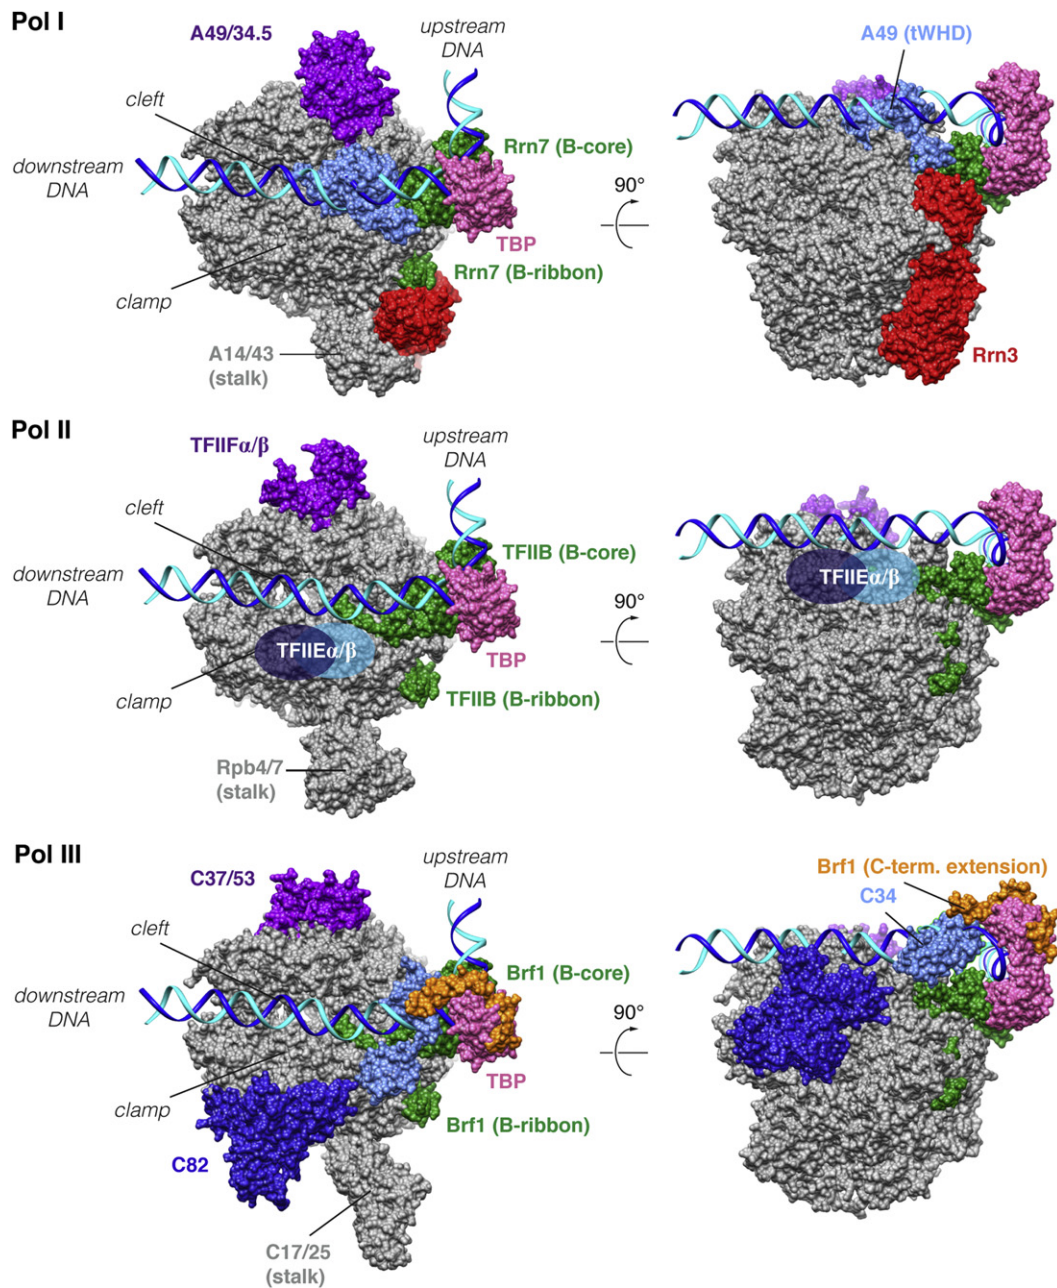 Pol I
A49/34.5
upstream
DNA
cleft
downstream
DNA
Rrn7 (B-core)
TBP
Rrn7 (B-ribbon)
clamp
A14/43
(stalk)
90°
A49 (tWHD)
Rrn3
Pol II
TFIIFα/β
upstream
DNA
cleft
TFIIB (B-core)
downstream
DNA
TFIIEα/β
TBP
clamp
TFIIB (B-ribbon)
Rpb4/7
(stalk)
90°
TFIIEα/β
Pol III
C37/53
upstream
DNA
cleft
Brf1 (B-core)
downstream
DNA
TBP
clamp
Brf1 (B-ribbon)
C82
C17/25
(stalk)
90°
Brf1 (C-term. extension)
C34